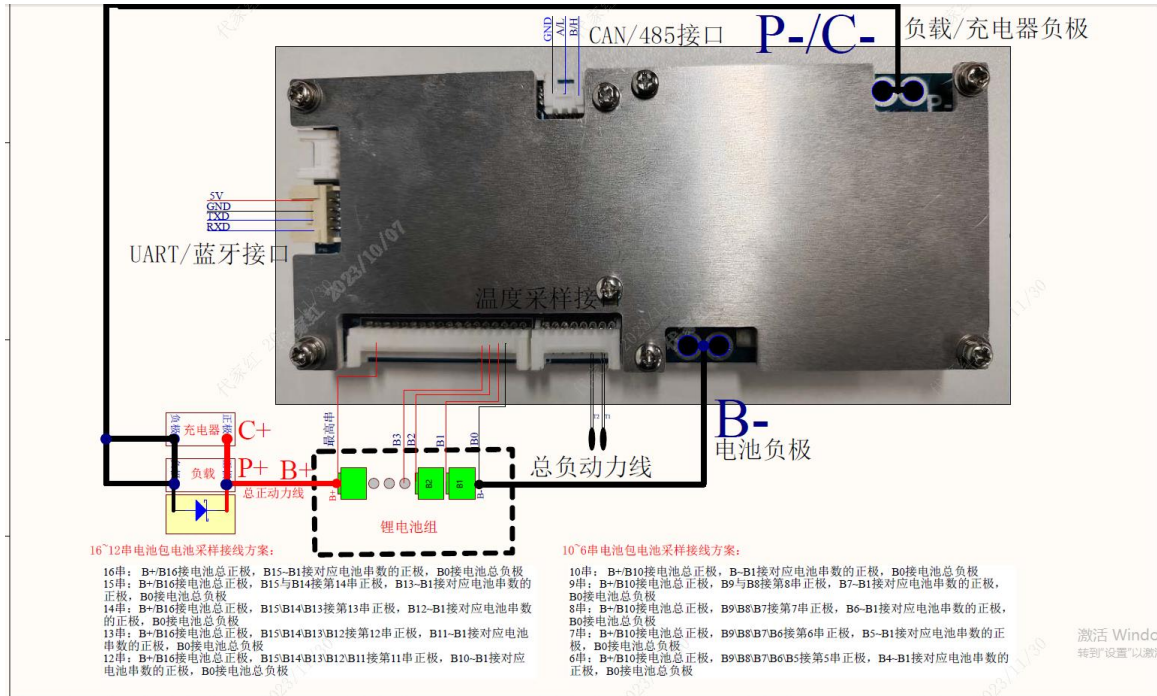 GND
A/L
B/H
CAN/485接口
P-/C-
负载/充电器负极
P-
5V
GND
TXD
RXD
UART/蓝牙接口
温度采样接口
代家红 2023/10/07
2023/11/30
最高串
B3
B2
B1
B0
B-
电池负极
总负动力线
负极
充电器
正极
C+
负载
P+
B+
总正动力线
B+
B2
B1
B-
锂电池组
16~12串电池包电池采样接线方案：
16串： B+/B16接电池总正极，B15~B1接对应电池串数的正极，B0接电池总负极
15串： B+/B16接电池总正极，B15与B14接第14串正极，B13~B1接对应电池串数的
正极，B0接电池总负极
14串： B+/B16接电池总正极，B15\B14\B13接第13串正极，B12~B1接对应电池串数
的正极，B0接电池总负极
13串： B+/B16接电池总正极，B15\B14\B13\B12接第12串正极，B11~B1接对应电池
串数的正极，B0接电池总负极
12串： B+/B16接电池总正极，B15\B14\B13\B12\B11接第11串正极，B10~B1接对应
电池串数的正极，B0接电池总负极
10~6串电池包电池采样接线方案：
10串： B+/B10接电池总正极，B~B1接对应电池串数的正极，B0接电池总负极
9串： B+/B10接电池总正极，B9与B8接第8串正极，B7~B1接对应电池串数的正极，
B0接电池总负极
8串： B+/B10接电池总正极，B9\B8\B7接第7串正极，B6~B1接对应电池串数的正极，
B0接电池总负极
7串： B+/B10接电池总正极，B9\B8\B7\B6接第6串正极，B5~B1接对应电池串数的正
极，B0接电池总负极
6串： B+/B10接电池总正极，B9\B8\B7\B6\B5接第5串正极，B4~B1接对应电池串数的
正极，B0接电池总负极
激活 Windo
转到"设置"以激